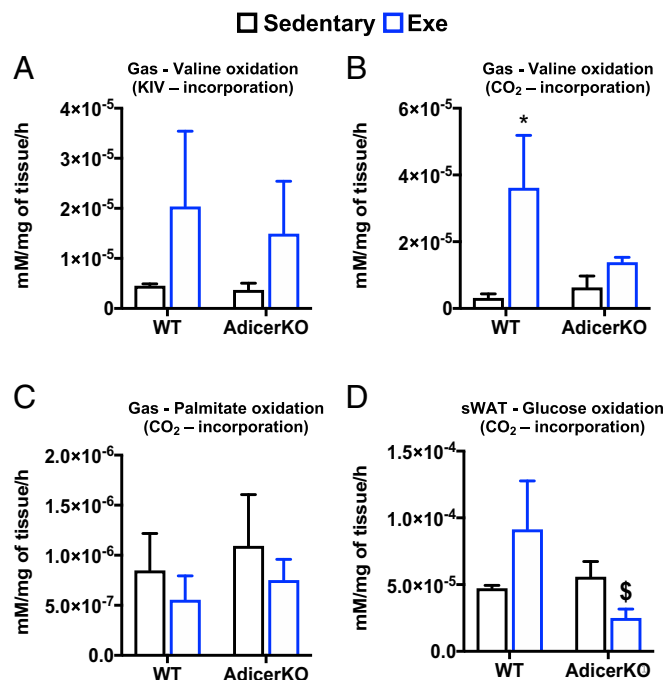 Sedentary Exe
A
Gas - Valine oxidation
(KIV – incorporation)
mM/mg of tissue/h
4×10⁻⁵
3×10⁻⁵
2×10⁻⁵
1×10⁻⁵
0
WT AdicerKO
B
Gas - Valine oxidation
(CO₂ – incorporation)
mM/mg of tissue/h
6×10⁻⁵
4×10⁻⁵
2×10⁻⁵
0
*
WT AdicerKO
C
Gas - Palmitate oxidation
(CO₂ – incorporation)
mM/mg of tissue/h
2.0×10⁻⁶
1.5×10⁻⁶
1.0×10⁻⁶
5.0×10⁻⁷
0.0
WT AdicerKO
D
sWAT - Glucose oxidation
(CO₂ – incorporation)
mM/mg of tissue/h
1.5×10⁻⁴
1.0×10⁻⁴
5.0×10⁻⁵
0.0
$
WT AdicerKO